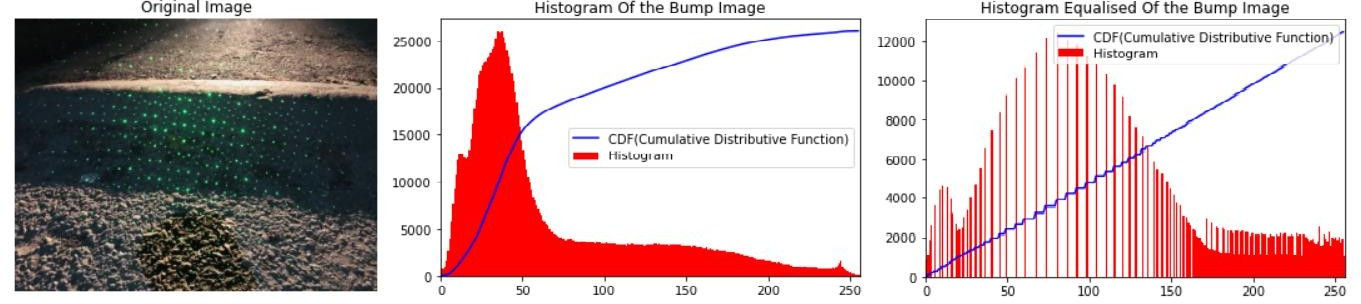 Original Image
Histogram Of the Bump Image
25000
20000
15000
10000
5000
0
0 50 100 150 200 250
CDF(Cumulative Distributive Function)
Histogram
Histogram Equalised Of the Bump Image
12000
10000
8000
6000
4000
2000
0
0 50 100 150 200 250
CDF(Cumulative Distributive Function)
Histogram